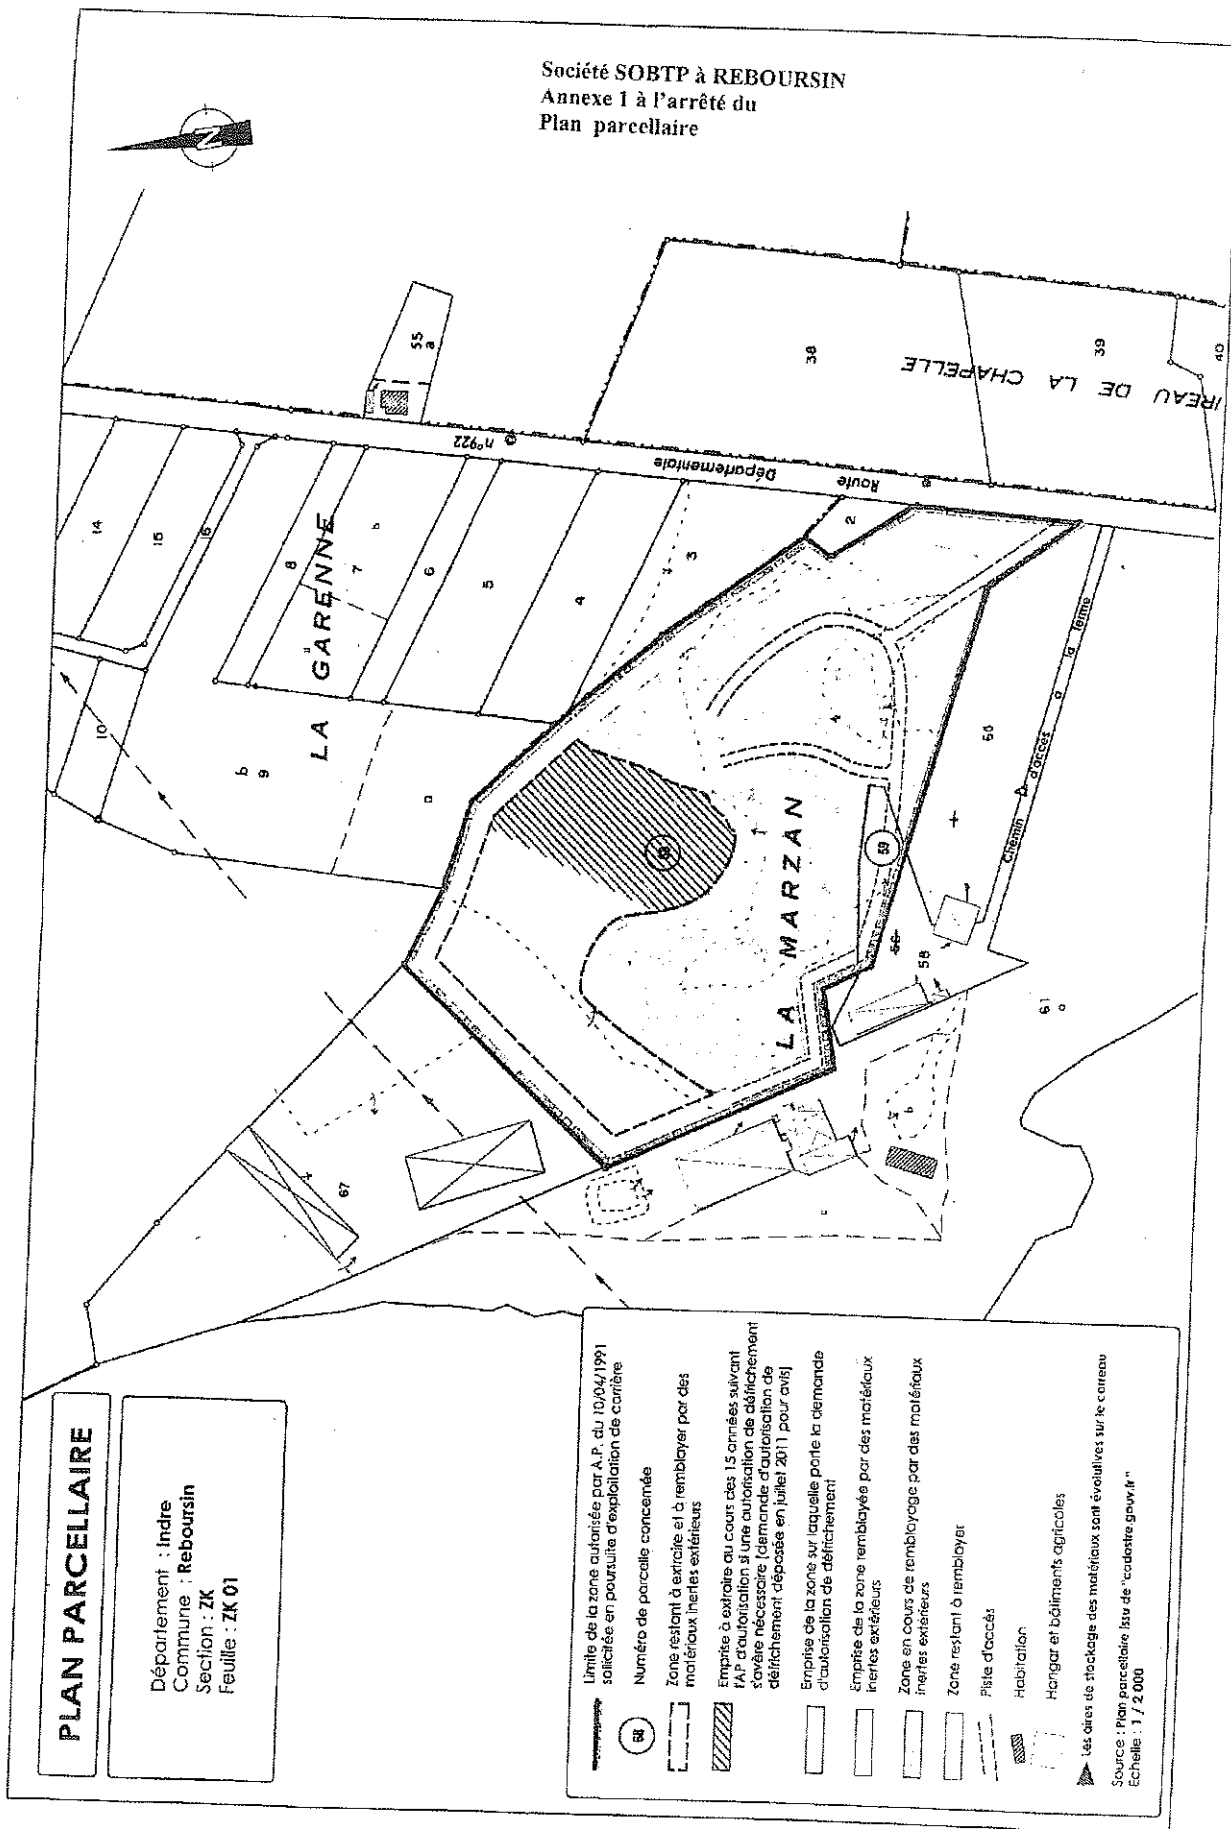 Société SOBTP à REBOURSIN
Annexe 1 à l'arrêté du
Plan parcellaire
N
PLAN PARCELLAIRE
Département : Indre
Commune : Reboursin
Section : ZK
Feuille : ZK 01
Limite de la zone autorisée par A.P. du 10/04/1991
sollicitée en poursuite d'exploitation de carrière
68
Numéro de parcelle concernée
Zone restant à extraire et à remblayer par des
matériaux inertes extérieurs
Emprise à extraire au cours des 15 années suivant
l'AP d'autorisation si une autorisation de défrichement
s'avère nécessaire (demande d'autorisation de
défrichement déposée en juillet 2011 pour avis)
Emprise de la zone sur laquelle porte la demande
d'autorisation de défrichement
Emprise de la zone remblayée par des matériaux
inertes extérieurs
Zone en cours de remblayage par des matériaux
inertes extérieurs
Zone restant à remblayer
Piste d'accès
Habitation
Hangar et bâtiments agricoles
Les aires de stockage des matériaux sont évolutives sur le carreau
Source : Plan parcellaire issu de "cadastre.gouv.fr"
Echelle : 1 / 2 000
LA GARENNE
LA MARZAN
IREAU DE LA CHAPELLE
Route Départementale n°922
Chemin d'accès à la ferme
14
15
16
10
8
7
b
6
5
4
3
2
b
9
a
55
a
38
39
40
59
58
61
67
b